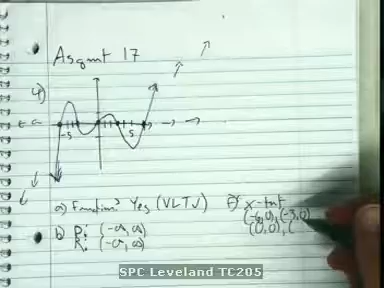 Asgmt 17
4)
-5 5
a) Function? Yes (VLT✓)
b) D: (-∞,∞)
R: (-∞,∞)
x-int
(-6,0),(-3,0)
(0,0), (
SPC Leveland TC205